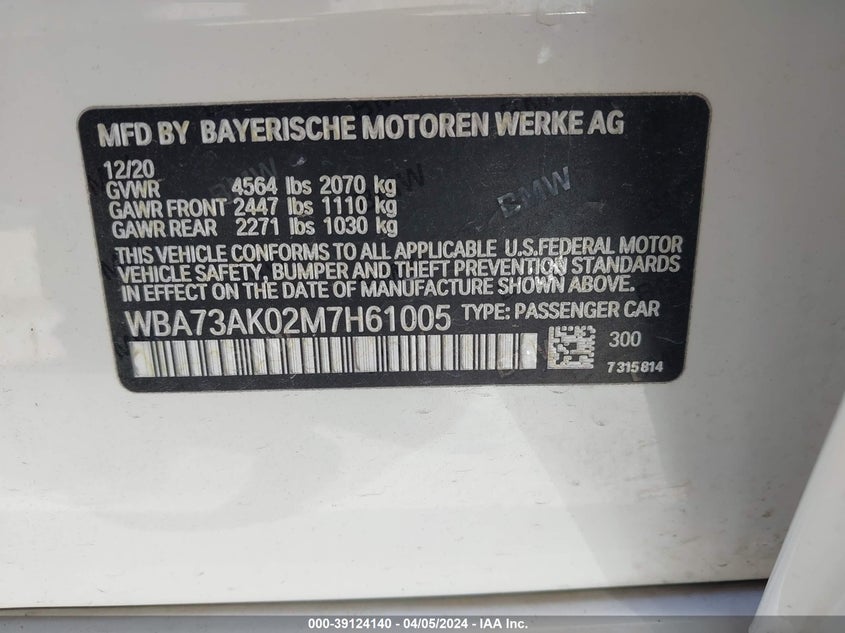 MFD BY BAYERISCHE MOTOREN WERKE AG
12/20
GVWR 4564 lbs 2070 kg
GAWR FRONT 2447 lbs 1110 kg
GAWR REAR 2271 lbs 1030 kg
BMW
THIS VEHICLE CONFORMS TO ALL APPLICABLE U.S.FEDERAL MOTOR
VEHICLE SAFETY, BUMPER AND THEFT PREVENTION STANDARDS
IN EFFECT ON THE DATE OF MANUFACTURE SHOWN ABOVE.
WBA73AK02M7H61005 TYPE: PASSENGER CAR
300
7315814
000-39124140 - 04/05/2024 - IAA Inc.